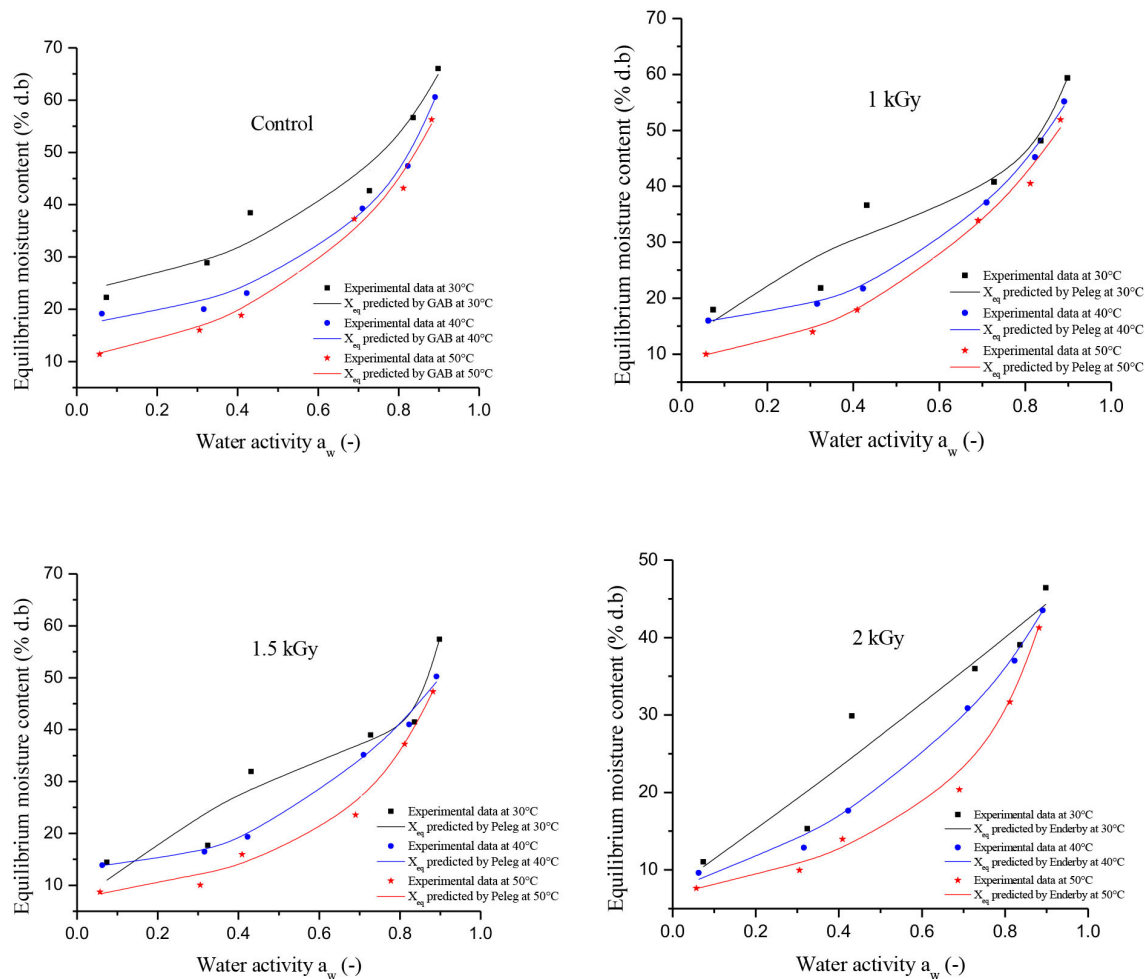 70
60
50
40
30
20
10
0
0.0 0.2 0.4 0.6 0.8 1.0
Equilibrium moisture content (% d.b)
Water activity a_w (-)
Control
Experimental data at 30°C
X_eq predicted by GAB at 30°C
Experimental data at 40°C
X_eq predicted by GAB at 40°C
Experimental data at 50°C
X_eq predicted by GAB at 50°C
60
50
40
30
20
10
0.0 0.2 0.4 0.6 0.8 1.0
Equilibrium moisture content (% d.b)
Water activity a_w (-)
1 kGy
Experimental data at 30°C
X_eq predicted by Peleg at 30°C
Experimental data at 40°C
X_eq predicted by Peleg at 40°C
Experimental data at 50°C
X_eq predicted by Peleg at 50°C
70
60
50
40
30
20
10
0.0 0.2 0.4 0.6 0.8 1.0
Equilibrium moisture content (% d.b)
Water activity a_w (-)
1.5 kGy
Experimental data at 30°C
X_eq predicted by Peleg at 30°C
Experimental data at 40°C
X_eq predicted by Peleg at 40°C
Experimental data at 50°C
X_eq predicted by Peleg at 50°C
50
40
30
20
10
0
0.0 0.2 0.4 0.6 0.8 1.0
Equilibrium moisture content (% d.b)
Water activity a_w (-)
2 kGy
Experimental data at 30°C
X_eq predicted by Enderby at 30°C
Experimental data at 40°C
X_eq predicted by Enderby at 40°C
Experimental data at 50°C
X_eq predicted by Enderby at 50°C